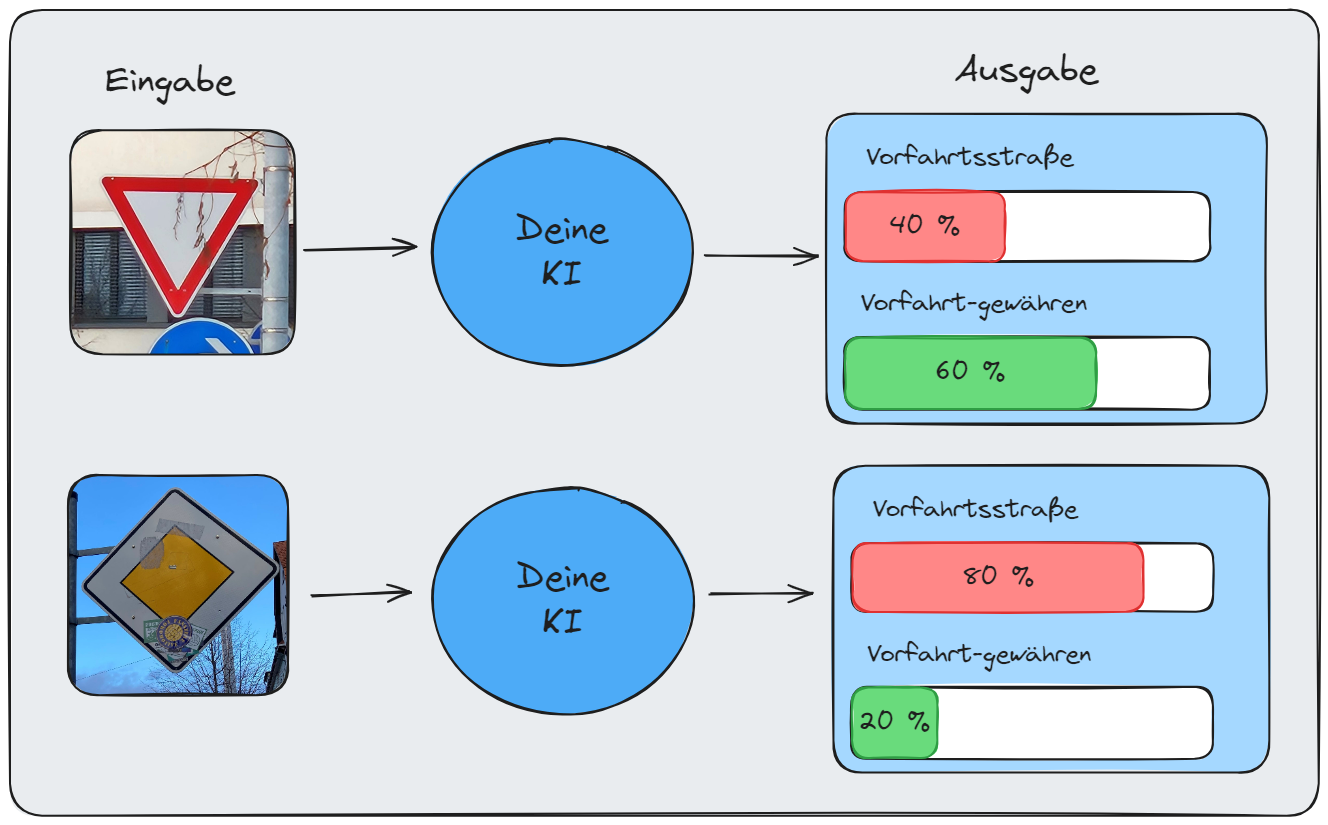 Eingabe
Ausgabe
Deine
KI
Vorfahrtsstraße
40 %
Vorfahrt-gewähren
60 %
Deine
KI
Vorfahrtsstraße
80 %
Vorfahrt-gewähren
20 %